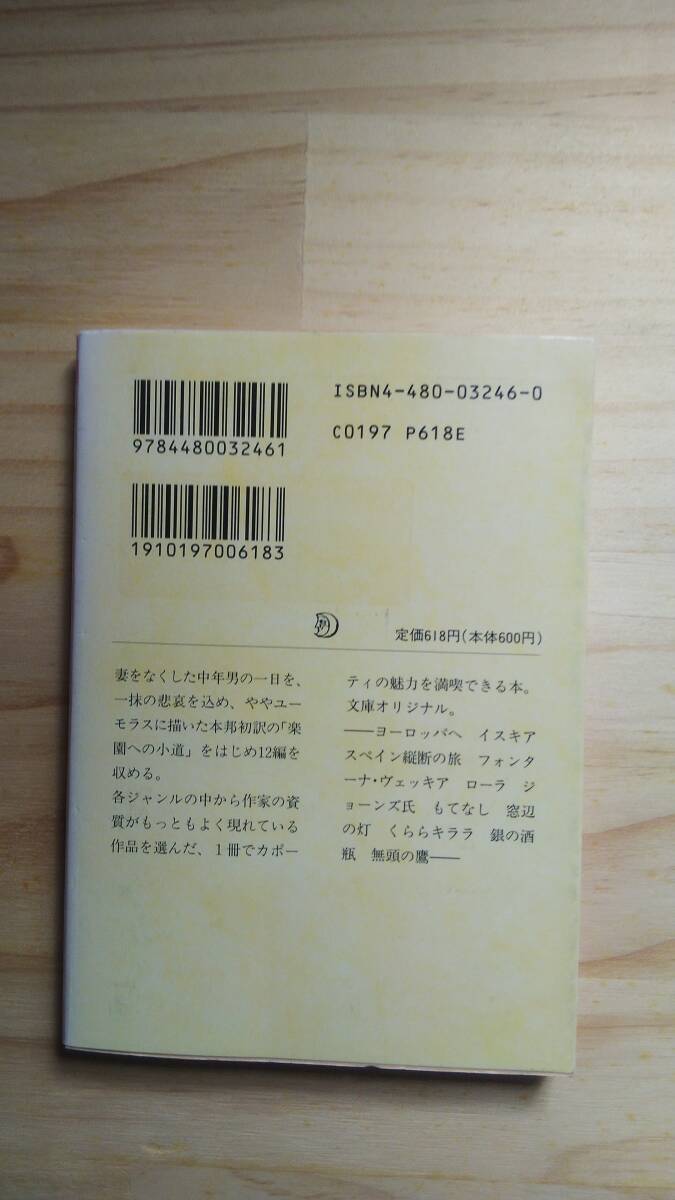 9784480032461
ISBN4-480-03246-0
C0197 P618E
1910197006183
定価618円(本体600円)
妻をなくした中年男の一日を、
一抹の悲哀を込め、ややユー
モラスに描いた本邦初訳の「楽
園への小道」をはじめ12編を
収める。
各ジャンルの中から作家の資
質がもっともよく現れている
作品を選んだ、1冊でカポー
ティの魅力を満喫できる本。
文庫オリジナル。
――ヨーロッパへ イスキア
スペイン縦断の旅 フォンタ
ーナ・ヴェッキア ローラ ジ
ョーンズ氏 もてなし 窓辺
の灯 くららキララ 銀の酒
瓶 無頭の鷹――